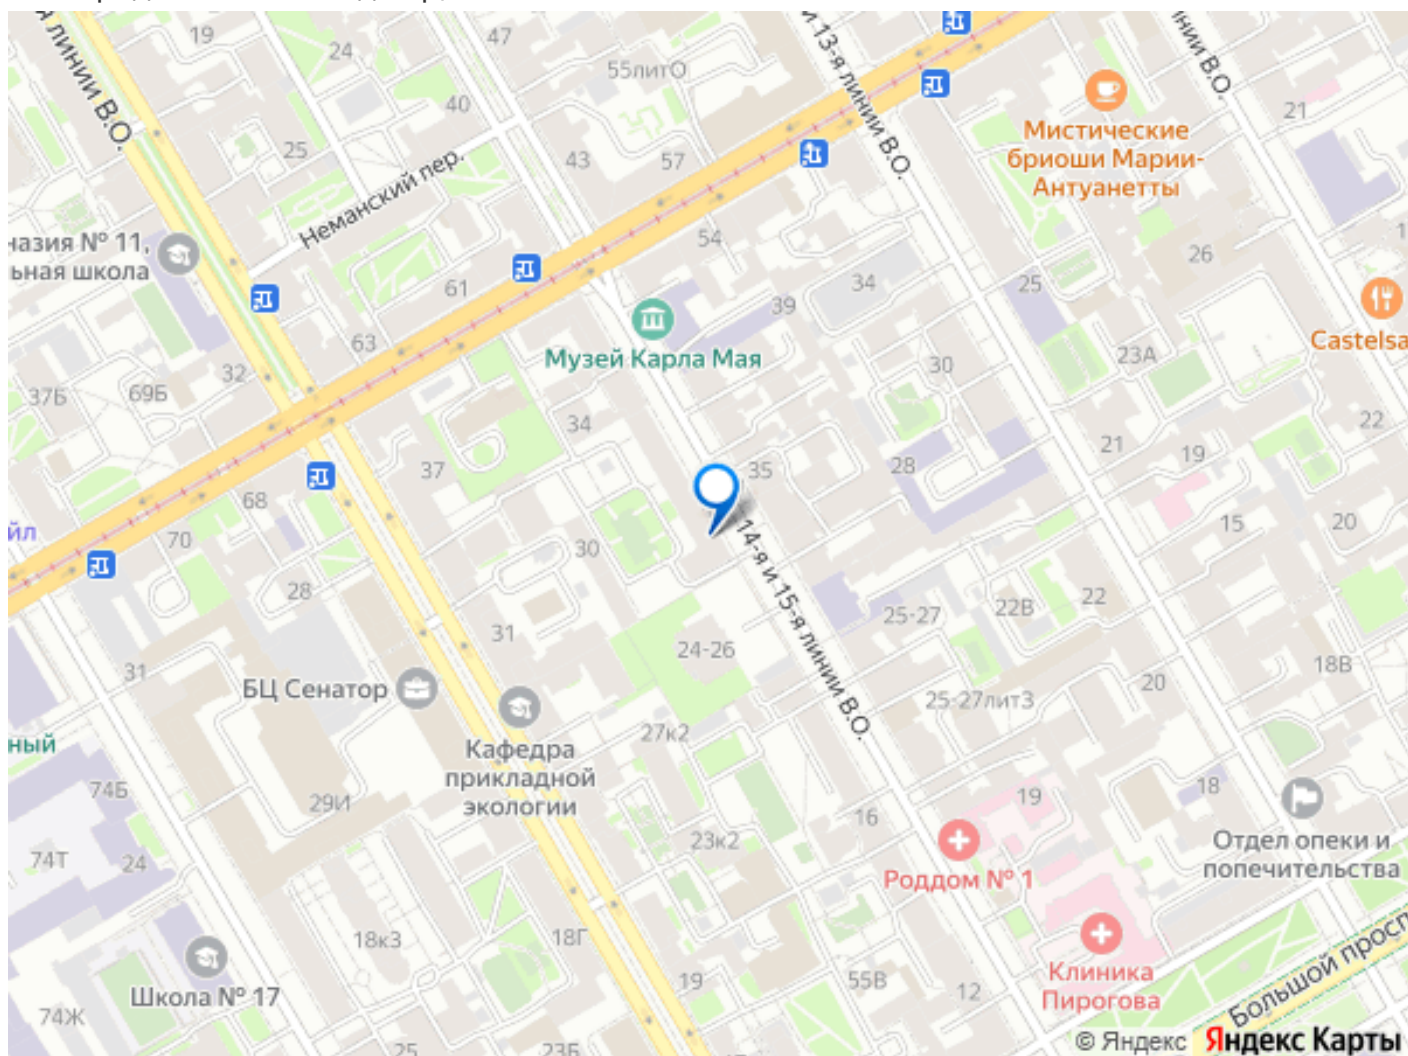 я линии В.О.
19
24
47
55литО
40
и 13-я линии В.О.
линии В.О.
21
Мистические
бриоши Марии-
Антуанетты
25
43
57
Неманский пер.
назия № 11,
ьная школа
54
26
61
34
25
39
Музей Карла Мая
Castelsa
63
32
37Б
69Б
30
23А
34
22
21
19
37
35
28
68
15
20
йл
70
30
14-я и 15-я линии В.О.
28
25-27
22В
22
31
24-26
18В
31
БЦ Сенатор
20
25-27лит3
27к2
ный
Кафедра
прикладной
экологии
74Б
29И
18
19
16
Отдел опеки и
попечительства
23к2
74Т
24
Роддом № 1
18к3
18Г
Клиника
Пирогова
19
55В
12
Школа № 17
74Ж
Большой просп
25
23Б
17
© Яндекс Яндекс Карты